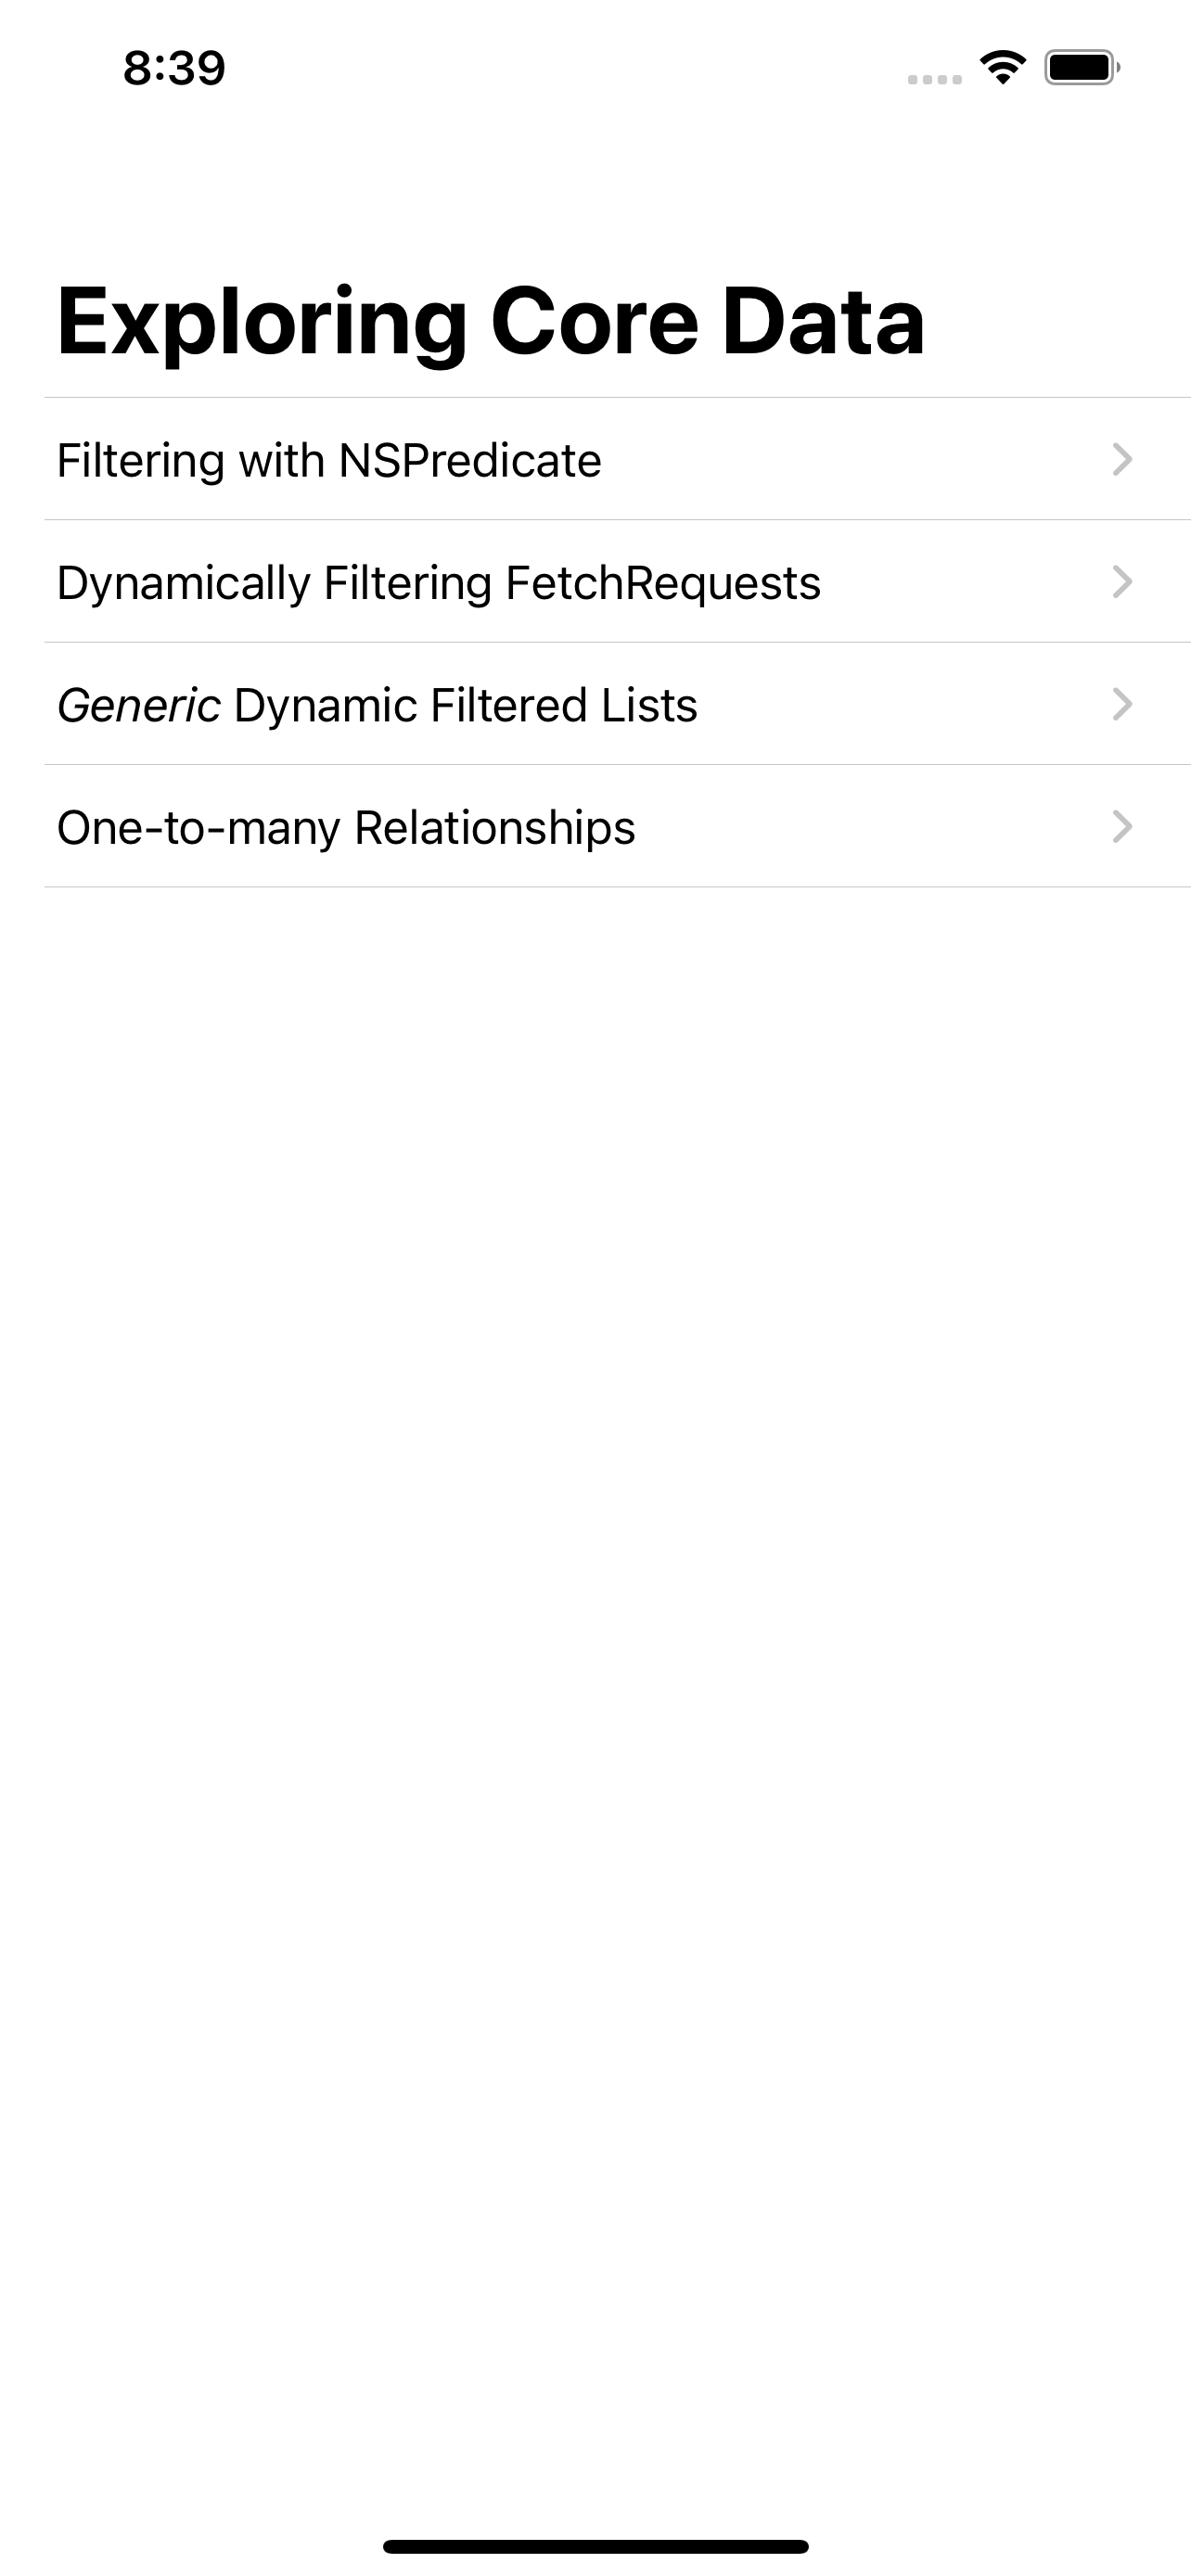 8:39
Exploring Core Data
Filtering with NSPredicate
Dynamically Filtering FetchRequests
Generic Dynamic Filtered Lists
One-to-many Relationships